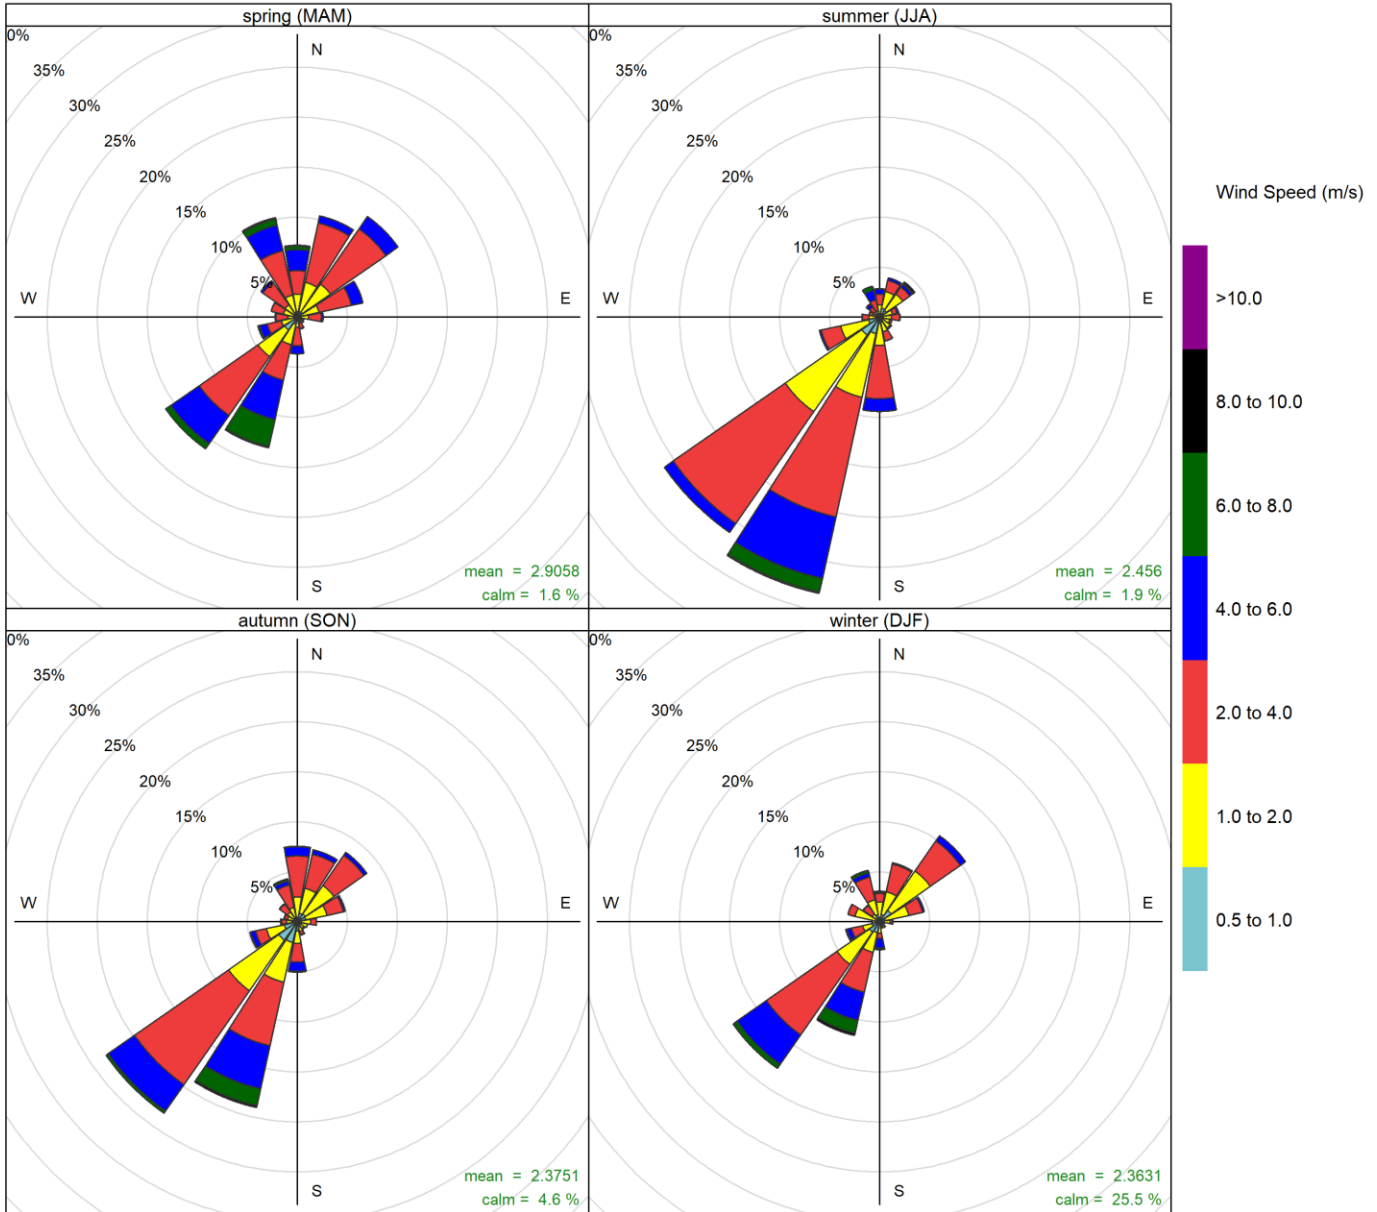 spring (MAM)
0%
35%
30%
25%
20%
15%
10%
5%
N
W
E
S
mean = 2.9058
calm = 1.6 %
summer (JJA)
0%
35%
30%
25%
20%
15%
10%
5%
N
W
E
S
mean = 2.456
calm = 1.9 %
autumn (SON)
0%
35%
30%
25%
20%
15%
10%
5%
N
W
E
S
mean = 2.3751
calm = 4.6 %
winter (DJF)
0%
35%
30%
25%
20%
15%
10%
5%
N
W
E
S
mean = 2.3631
calm = 25.5 %
Wind Speed (m/s)
>10.0
8.0 to 10.0
6.0 to 8.0
4.0 to 6.0
2.0 to 4.0
1.0 to 2.0
0.5 to 1.0